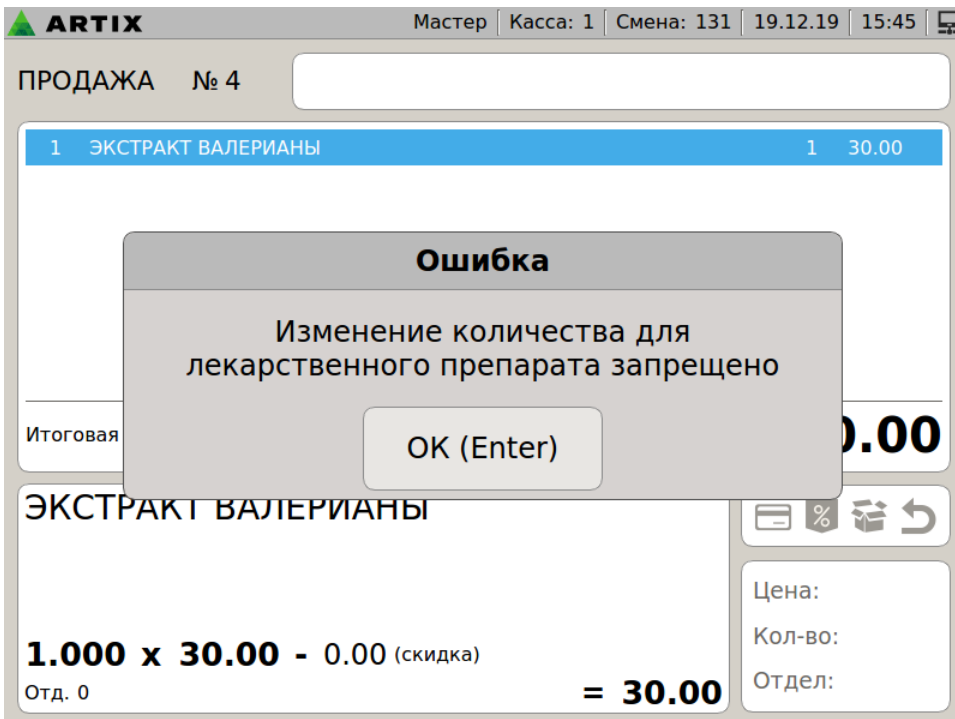 ARTIX Мастер Касса: 1 Смена: 131 19.12.19 15:45
ПРОДАЖА № 4
1 ЭКСТРАКТ ВАЛЕРИАНЫ 1 30.00
Ошибка
Изменение количества для
лекарственного препарата запрещено
ОК (Enter)
Итоговая 0.00
ЭКСТРАКТ ВАЛЕРИАНЫ
%
1.000 x 30.00 - 0.00 (скидка)
Отд. 0 = 30.00
Цена:
Кол-во:
Отдел: